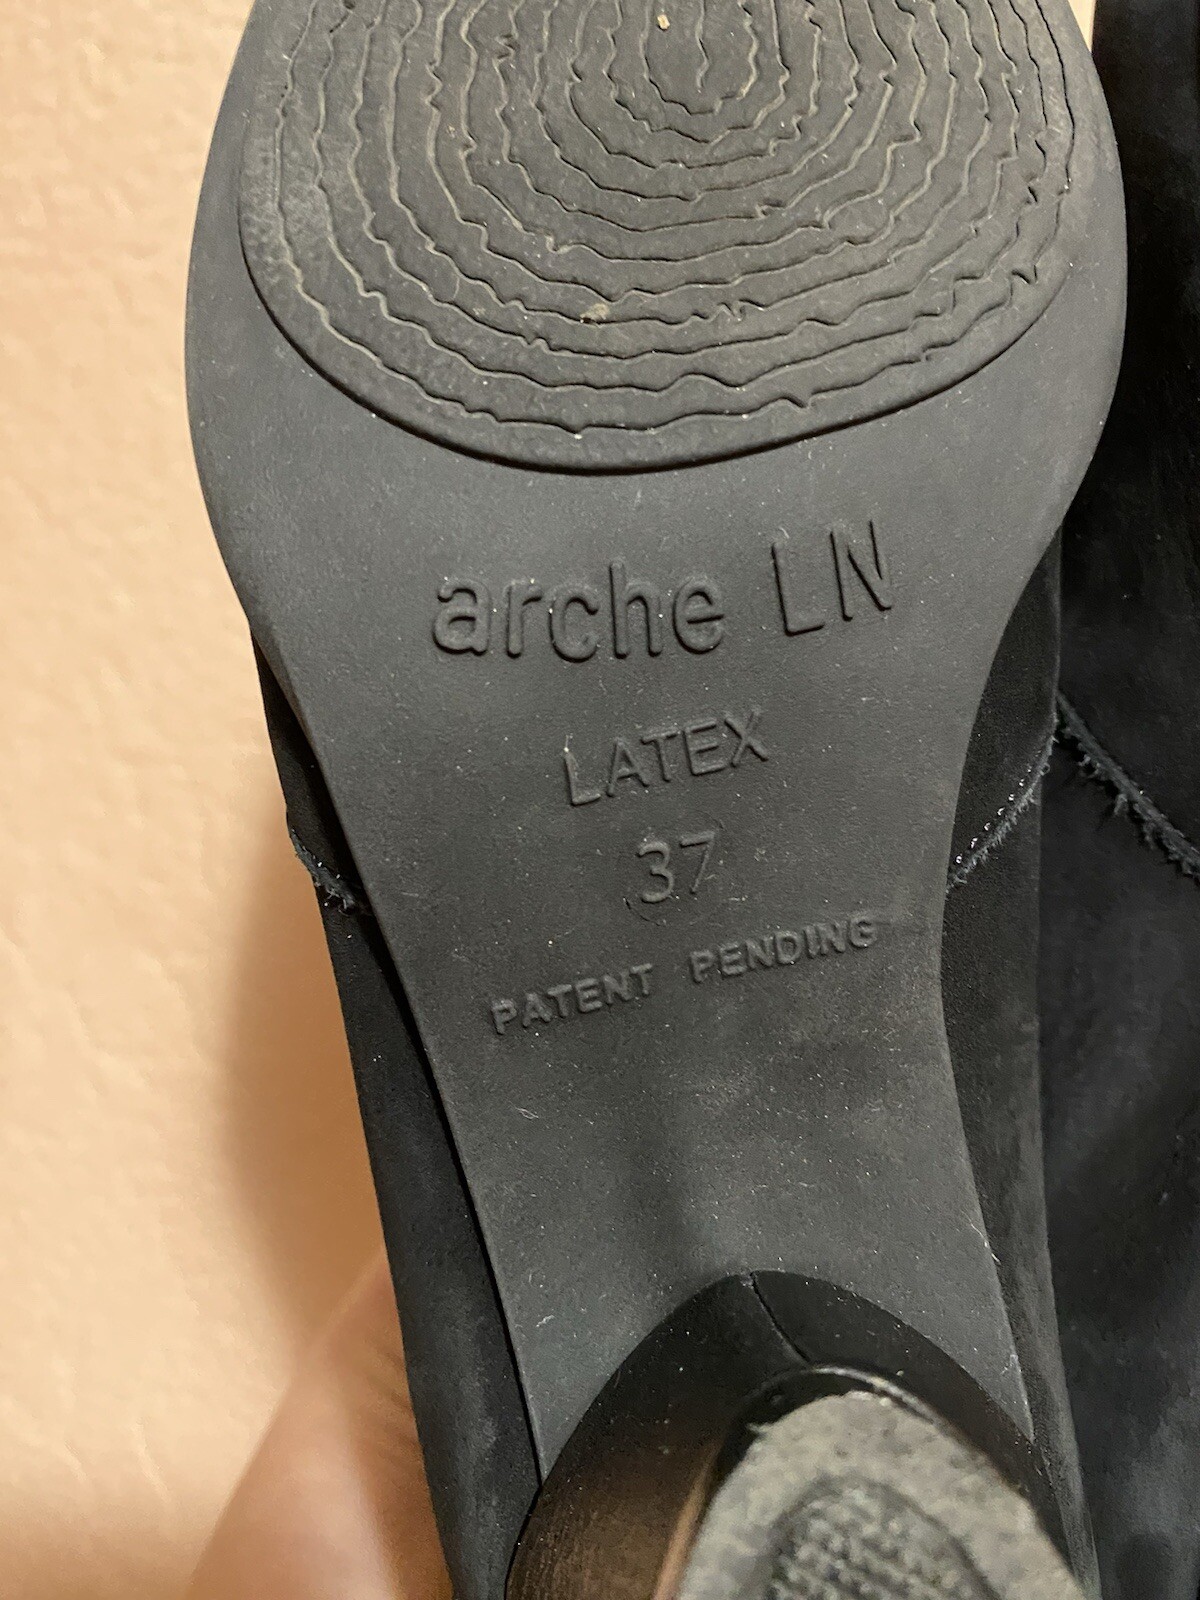 arche LN
LATEX
37
PATENT PENDING